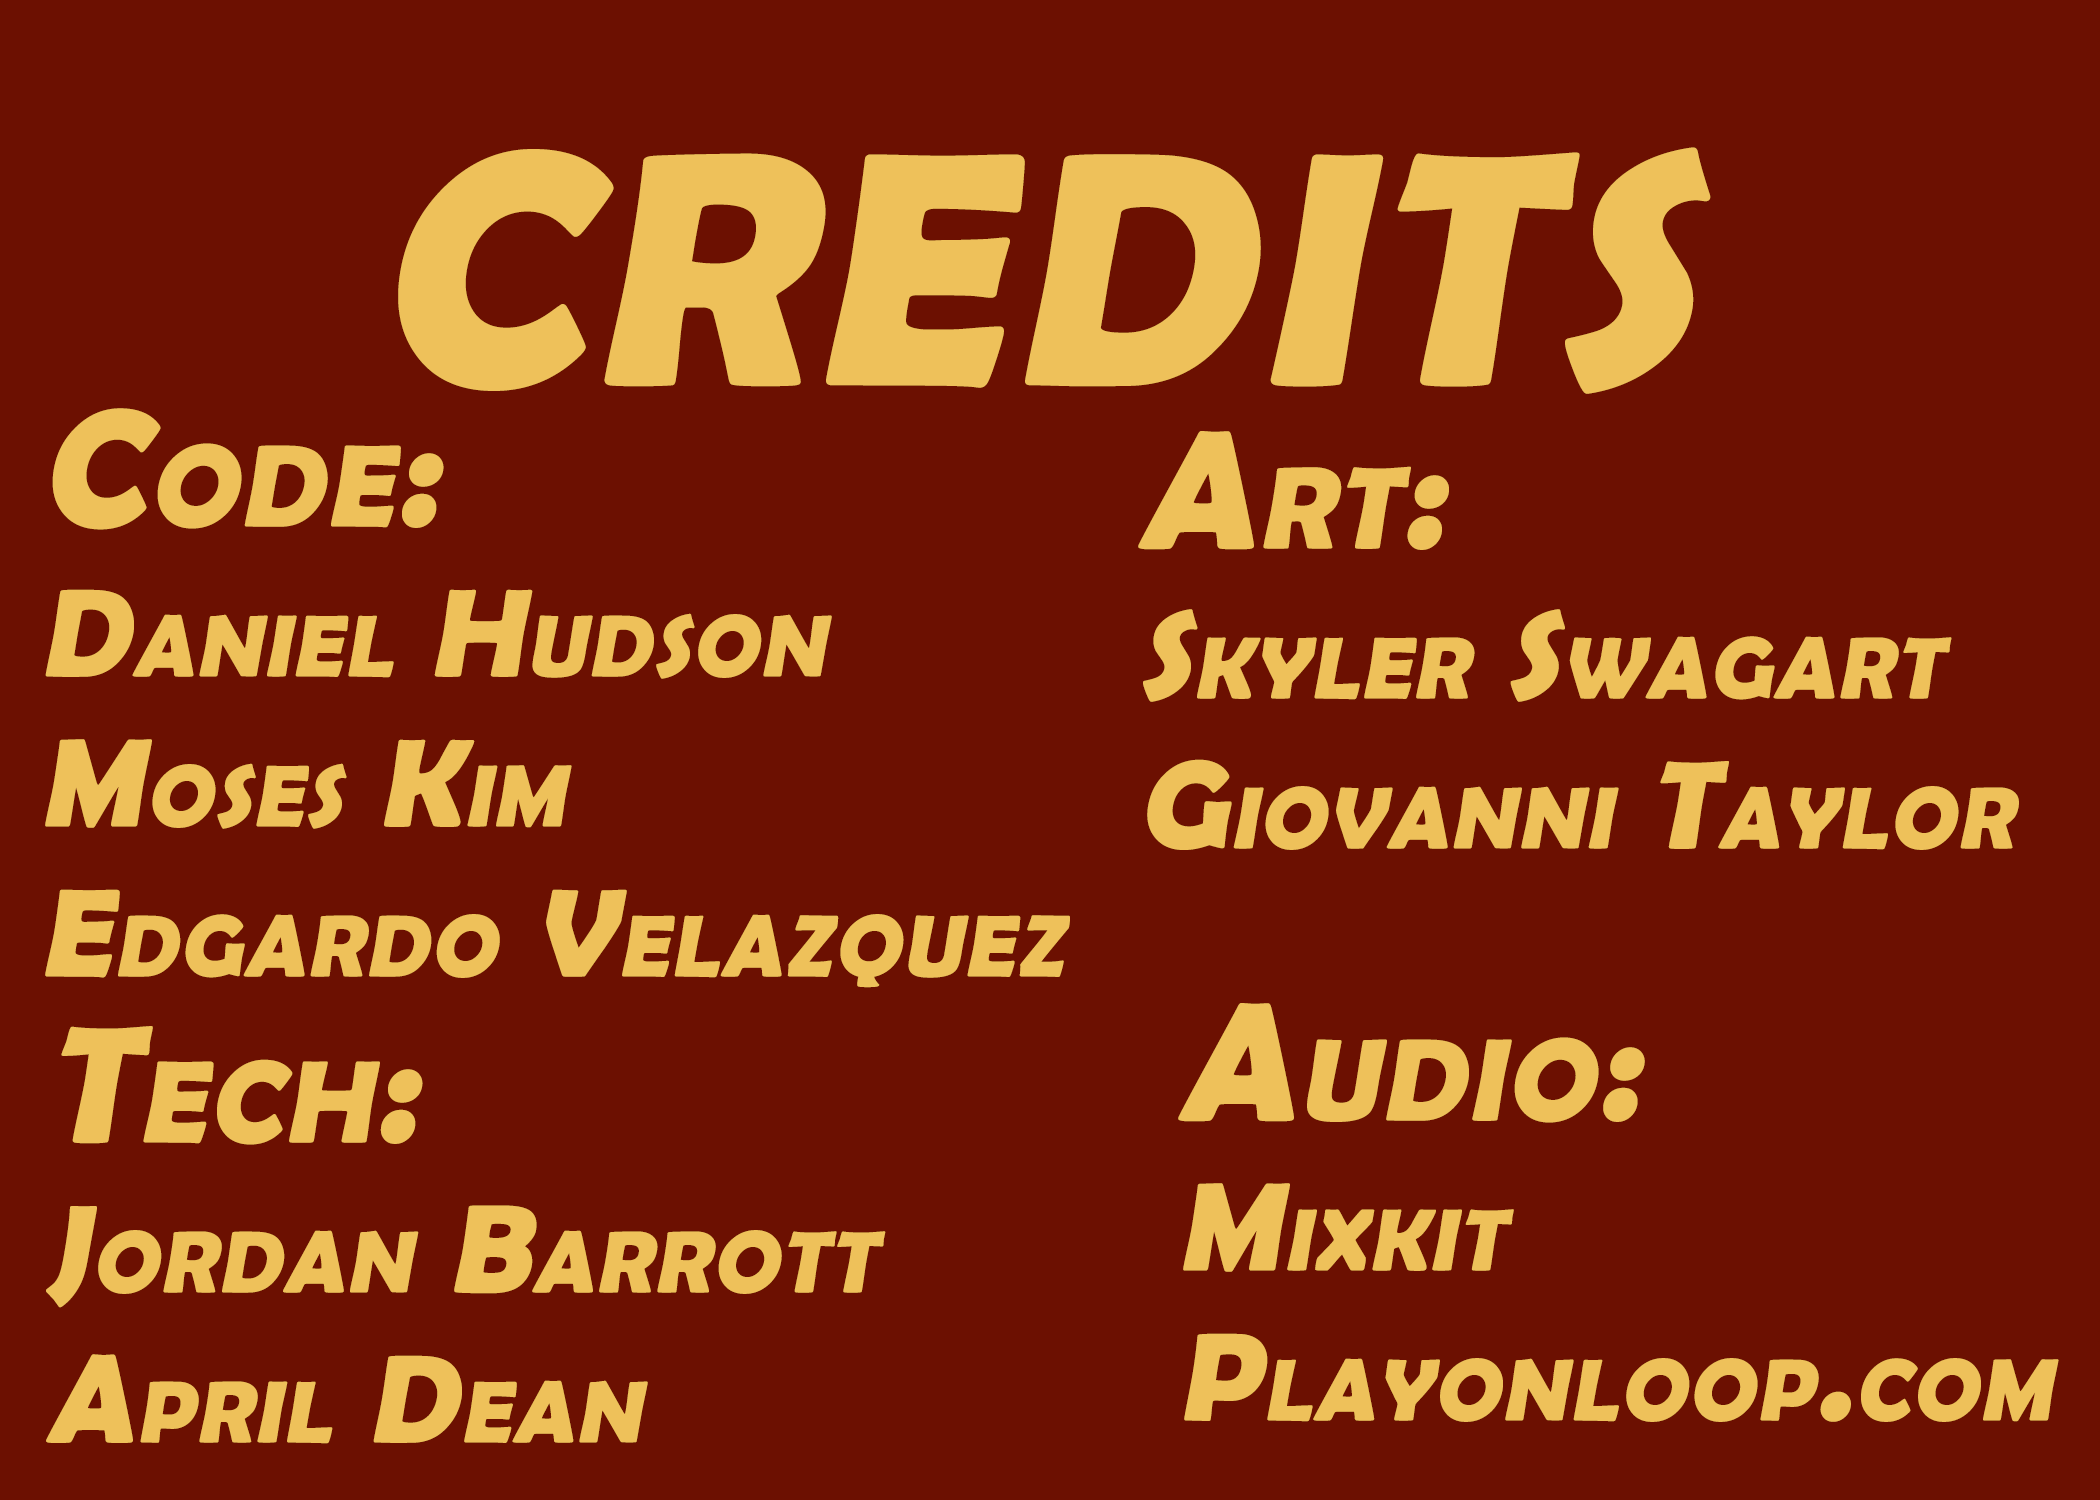 CREDITS
Code:
Daniel Hudson
Moses Kim
Edgardo Velazquez
Tech:
Jordan Barrott
April Dean
Art:
Skyler Swagart
Giovanni Taylor
Audio:
Mixkit
Playonloop.com